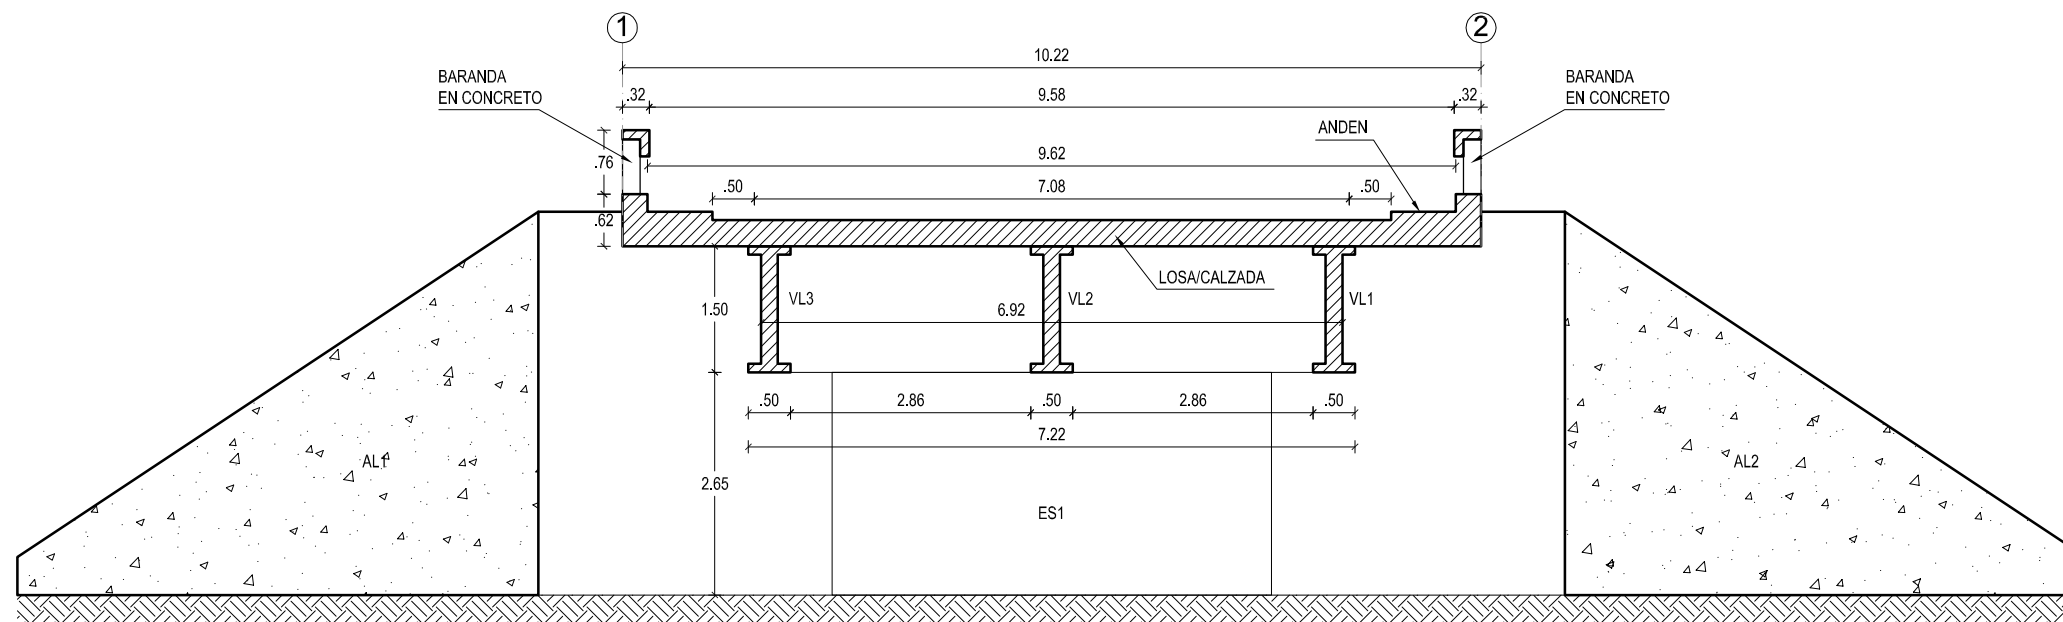 1
2
10.22
BARANDA
EN CONCRETO
BARANDA
EN CONCRETO
.32
9.58
.32
ANDEN
.76
9.62
.50
7.08
.50
.62
LOSA/CALZADA
VL3
VL2
VL1
1.50
6.92
.50
2.86
.50
2.86
.50
7.22
AL1
AL2
2.65
ES1